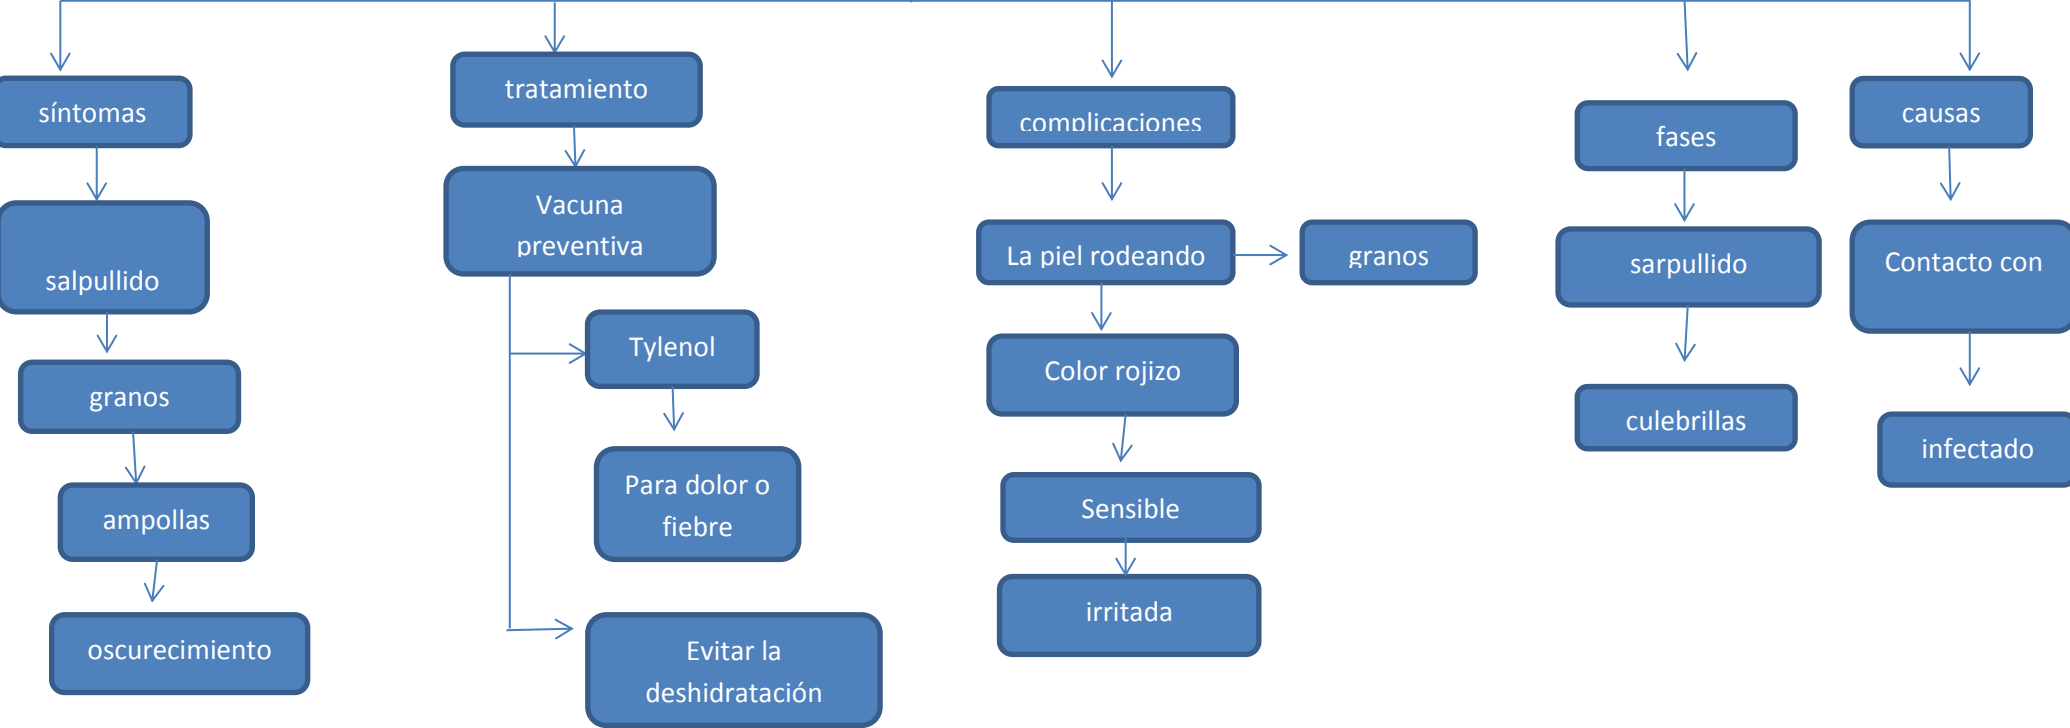 síntomas
salpullido
granos
ampollas
oscurecimiento
tratamiento
Vacuna
preventiva
Tylenol
Para dolor o
fiebre
Evitar la
deshidratación
complicaciones
La piel rodeando
granos
Color rojizo
Sensible
irritada
fases
sarpullido
culebrillas
causas
Contacto con
infectado